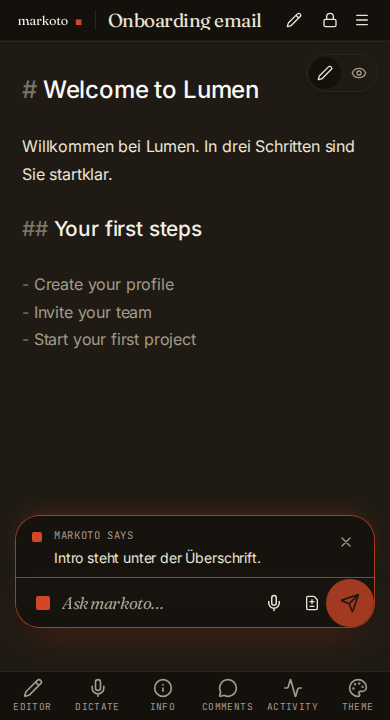 markoto
Onboarding email
# Welcome to Lumen
Willkommen bei Lumen. In drei Schritten sind
Sie startklar.
## Your first steps
- Create your profile
- Invite your team
- Start your first project
MARKOTO SAYS
Intro steht unter der Überschrift.
Ask markoto...
EDITOR DICTATE INFO COMMENTS ACTIVITY THEME